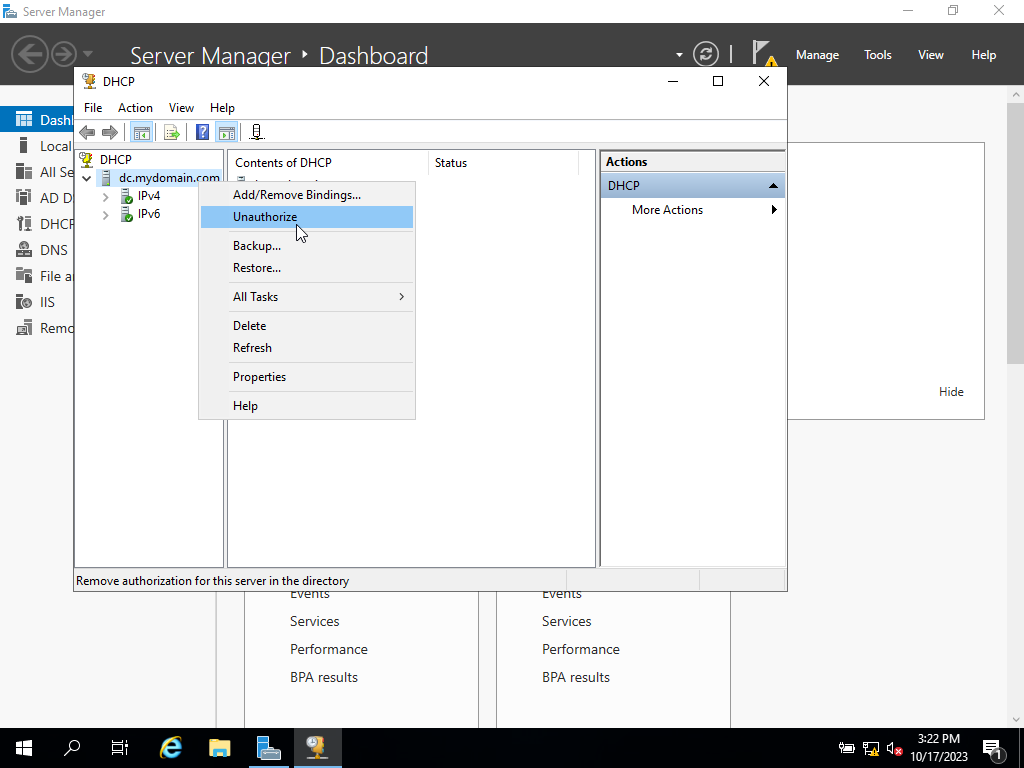 Server Manager
Server Manager
Dashboard
Manage
Tools
View
Help
DHCP
File
Action
View
Help
DHCP
dc.mydomain.com
IPv4
IPv6
Contents of DHCP
Status
Actions
DHCP
More Actions
Add/Remove Bindings...
Unauthorize
Backup...
Restore...
All Tasks
Delete
Refresh
Properties
Help
Remove authorization for this server in the directory
Dash
Local
All Se
AD D
DHCP
DNS
File a
IIS
Remo
Hide
Events
Services
Performance
BPA results
Events
Services
Performance
BPA results
3:22 PM
10/17/2023
1